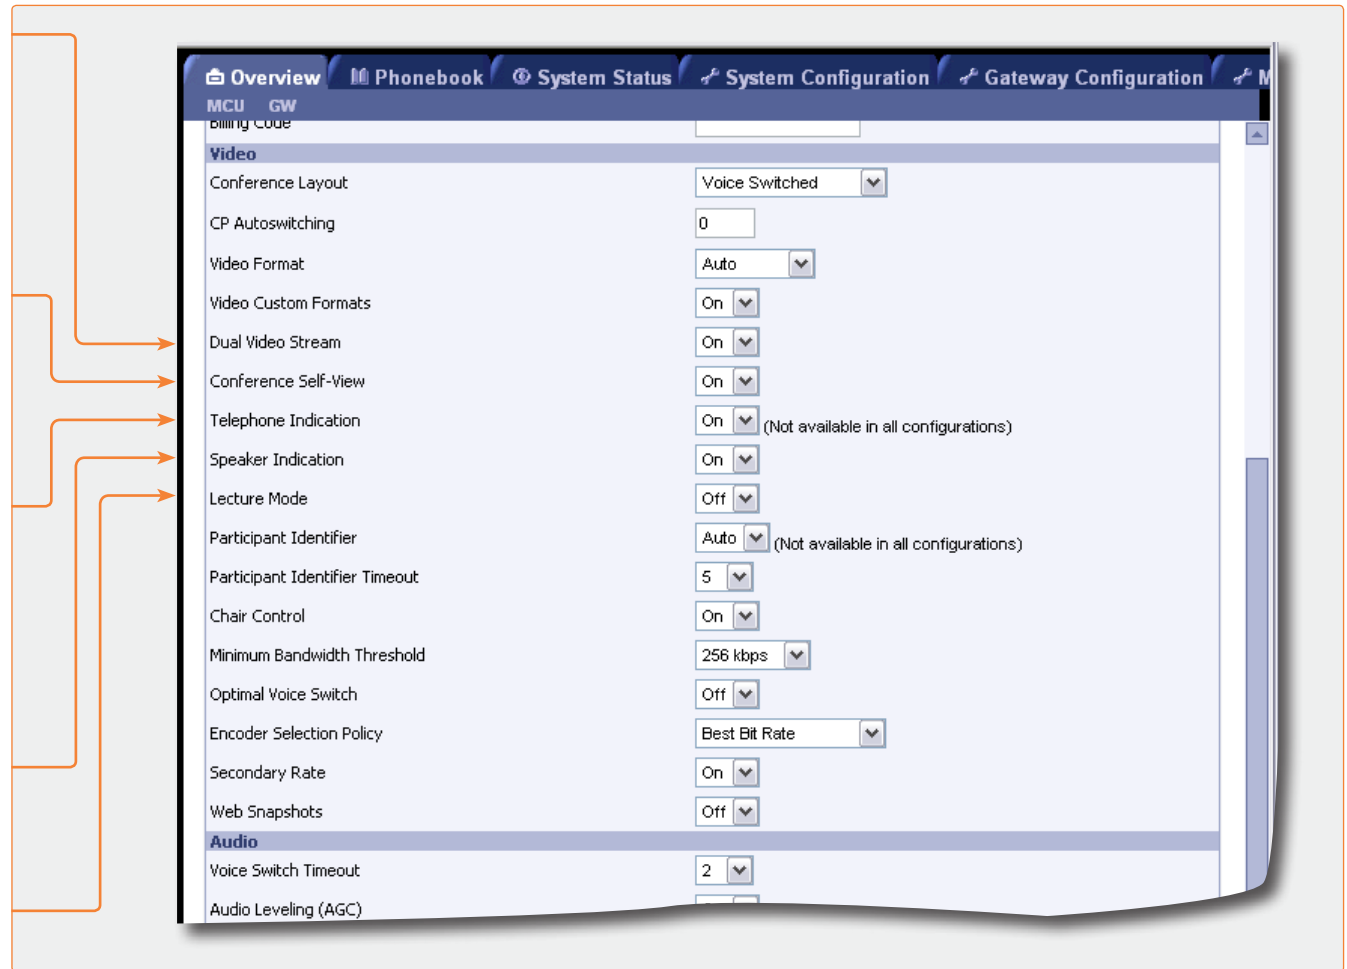 Overview Phonebook System Status System Configuration Gateway Configuration M
MCU GW
Billing Code
Video
Conference Layout Voice Switched
CP Autoswitching 0
Video Format Auto
Video Custom Formats On
Dual Video Stream On
Conference Self-View On
Telephone Indication On (Not available in all configurations)
Speaker Indication On
Lecture Mode Off
Participant Identifier Auto (Not available in all configurations)
Participant Identifier Timeout 5
Chair Control On
Minimum Bandwidth Threshold 256 kbps
Optimal Voice Switch Off
Encoder Selection Policy Best Bit Rate
Secondary Rate On
Web Snapshots Off
Audio
Voice Switch Timeout 2
Audio Leveling (AGC)